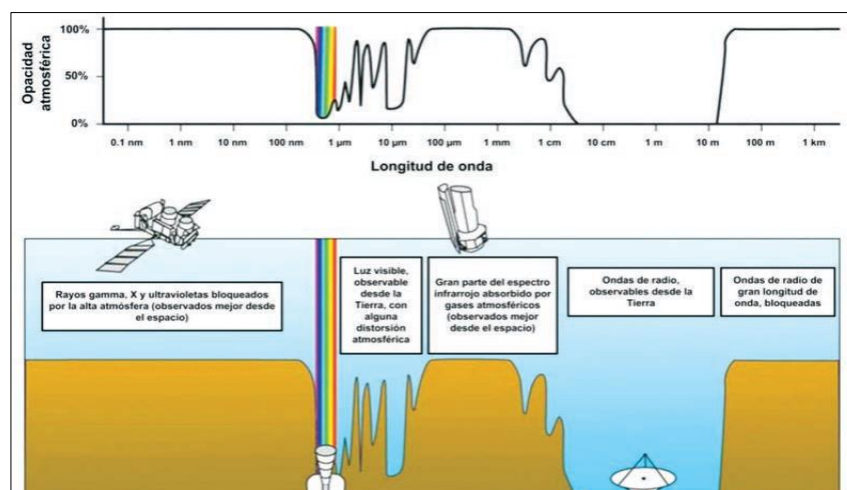 Opacidad
atmosférica
100%
50%
0%
0.1 nm 1 nm 10 nm 100 nm 1 µm 10 µm 100 µm 1 mm 1 cm 10 cm 1 m 10 m 100 m 1 km
Longitud de onda
Rayos gamma, X y ultravioletas bloqueados
por la alta atmósfera (observados mejor desde
el espacio)
Luz visible,
observable
desde la
Tierra, con
alguna
distorsión
atmosférica
Gran parte del espectro
infrarrojo absorbido por
gases atmosféricos
(observados mejor
desde el espacio)
Ondas de radio,
observables desde la
Tierra
Ondas de radio de
gran longitud de
onda, bloqueadas